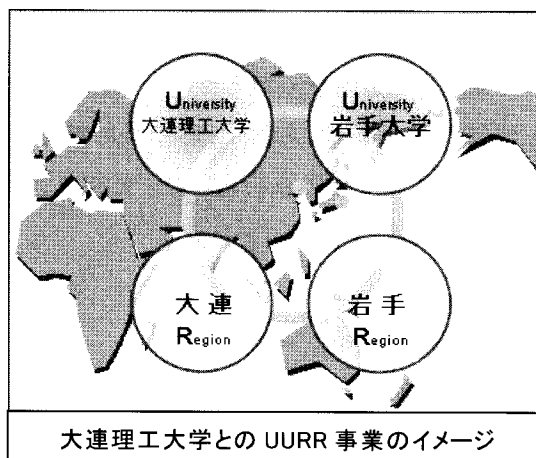 University
大連理工大学
University
岩手大学
大連
Region
岩手
Region
大連理工大学との UURR 事業のイメージ